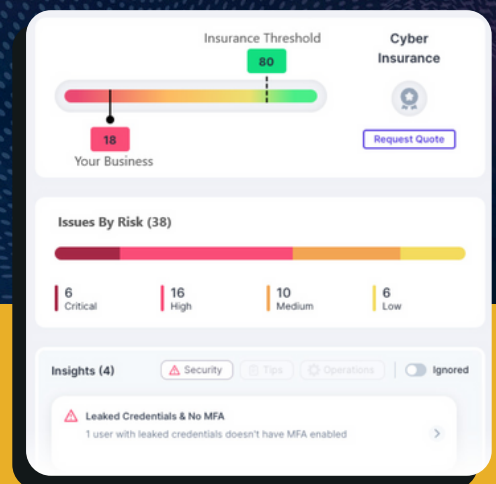 Insurance Threshold
80
18
Your Business
Cyber
Insurance
Request Quote
Issues By Risk (38)
6
Critical
16
High
10
Medium
6
Low
Insights (4)
Security
Tips
Operations
Ignored
Leaked Credentials & No MFA
1 user with leaked credentials doesn't have MFA enabled